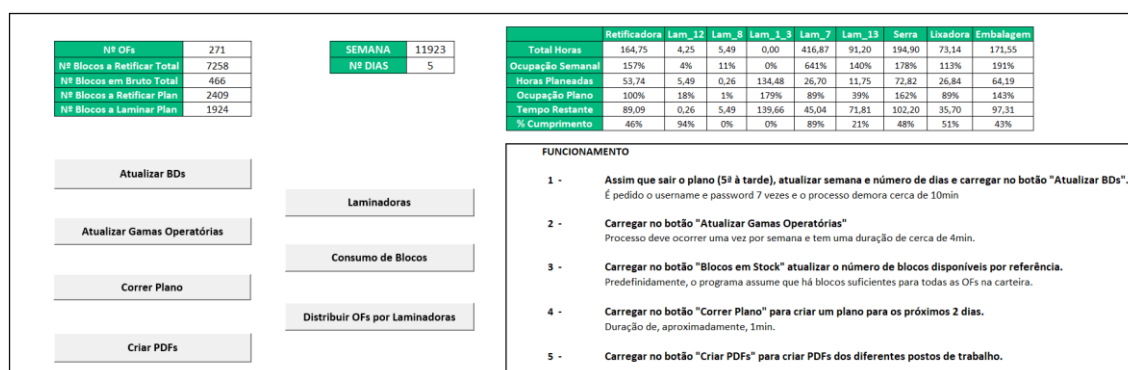 Nº OFs 271
Nº Blocos a Retificar Total 7258
Nº Blocos em Bruto Total 466
Nº Blocos a Retificar Plan 2409
Nº Blocos a Laminar Plan 1924
SEMANA 11923
Nº DIAS 5
Retificadora Lam_12 Lam_8 Lam_1_3 Lam_7 Lam_13 Serra Lixadora Embalagem
Total Horas 164,75 4,25 5,49 0,00 416,87 91,20 194,90 73,14 171,55
Ocupação Semanal 157% 4% 11% 0% 641% 140% 178% 113% 191%
Horas Planeadas 53,74 5,49 0,26 134,48 26,70 11,75 72,82 26,84 64,19
Ocupação Plano 100% 18% 1% 179% 89% 39% 162% 89% 143%
Tempo Restante 89,09 0,26 5,49 139,66 45,04 71,81 102,20 35,70 97,31
% Cumprimento 46% 94% 0% 0% 89% 21% 48% 51% 43%
Atualizar BDs
Atualizar Gamas Operatórias
Correr Plano
Criar PDFs
Laminadoras
Consumo de Blocos
Distribuir OFs por Laminadoras
FUNCIONAMENTO
1 - Assim que sair o plano (5ª à tarde), atualizar semana e número de dias e carregar no botão "Atualizar BDs".
É pedido o username e password 7 vezes e o processo demora cerca de 10min
2 - Carregar no botão "Atualizar Gamas Operatórias"
Processo deve ocorrer uma vez por semana e tem uma duração de cerca de 4min.
3 - Carregar no botão "Blocos em Stock" atualizar o número de blocos disponíveis por referência.
Predefinidamente, o programa assume que há blocos suficientes para todas as OFs na carteira.
4 - Carregar no botão "Correr Plano" para criar um plano para os próximos 2 dias.
Duração de, aproximadamente, 1min.
5 - Carregar no botão "Criar PDFs" para criar PDFs dos diferentes postos de trabalho.